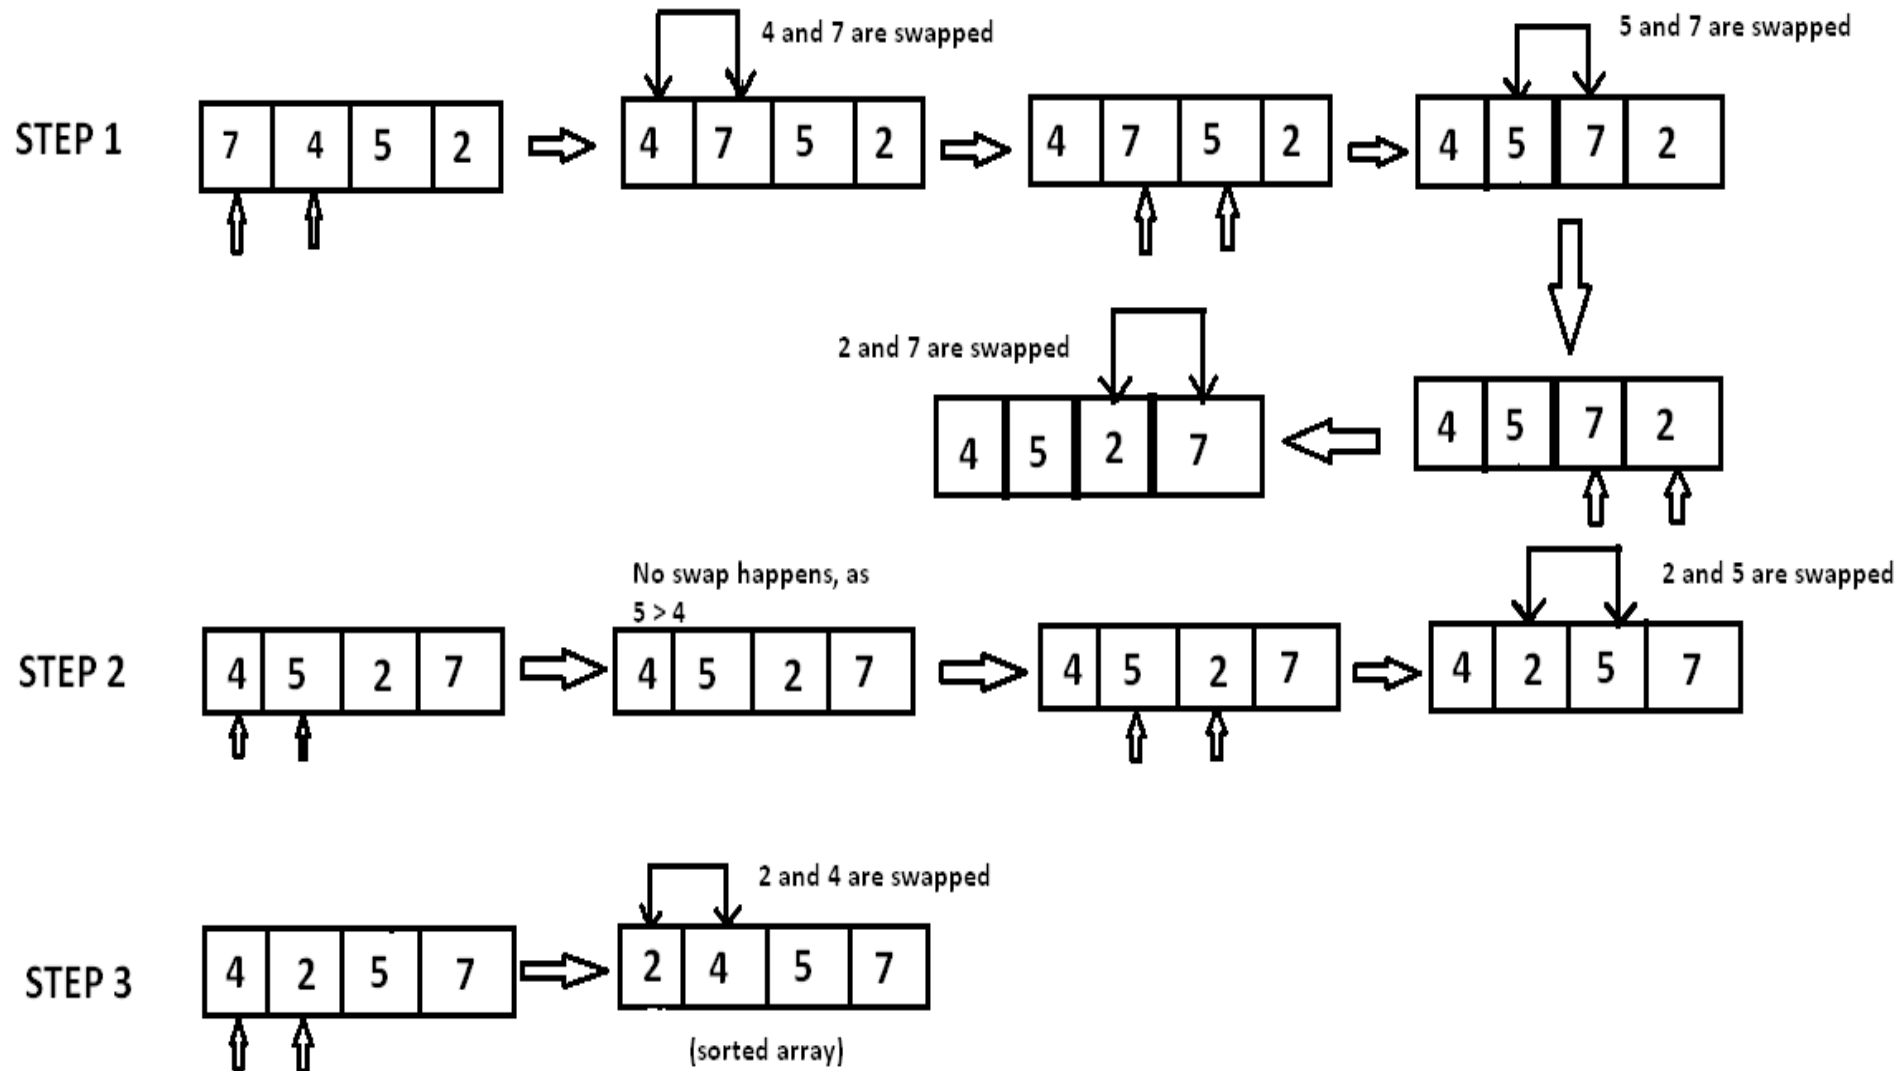 4 and 7 are swapped
5 and 7 are swapped
STEP 1
7 4 5 2
4 7 5 2
4 7 5 2
4 5 7 2
2 and 7 are swapped
4 5 2 7
4 5 7 2
No swap happens, as
5 > 4
2 and 5 are swapped
STEP 2
4 5 2 7
4 5 2 7
4 5 2 7
4 2 5 7
2 and 4 are swapped
STEP 3
4 2 5 7
2 4 5 7
(sorted array)